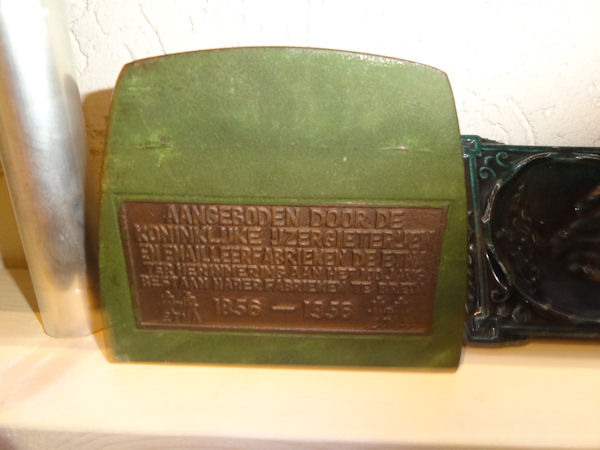 AANGEBODEN DOOR DE
KONINKLIJKE IJZERGIETERIJEN
EN EMAILLEERFABRIEKEN DE ETNA
TER HERINNERING AAN HET 100 JARIG
BESTAAN HARER FABRIEKEN TE BREDA
1856 — 1956